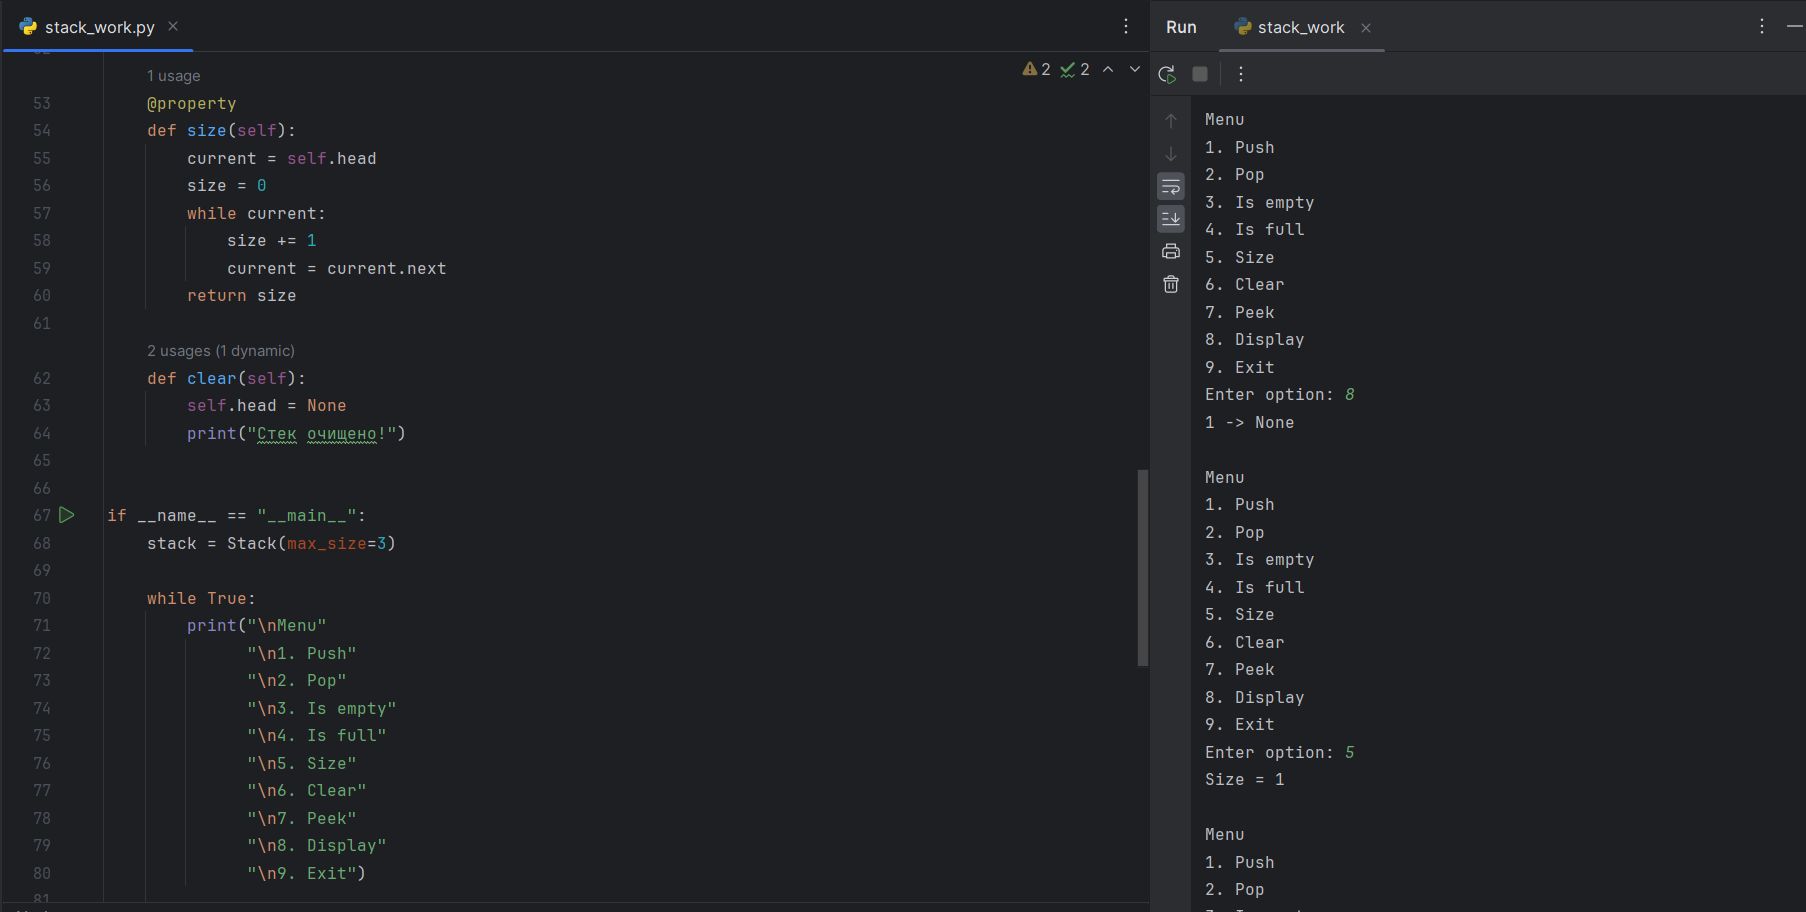 stack_work.py
2 usages
1 usage
53 @property
54 def size(self):
55 current = self.head
56 size = 0
57 while current:
58 size += 1
59 current = current.next
60 return size
61
2 usages (1 dynamic)
62 def clear(self):
63 self.head = None
64 print("Стек очищено!")
65
66
67 if __name__ == "__main__":
68 stack = Stack(max_size=3)
69
70 while True:
71 print("\nMenu"
72 "\n1. Push"
73 "\n2. Pop"
74 "\n3. Is empty"
75 "\n4. Is full"
76 "\n5. Size"
77 "\n6. Clear"
78 "\n7. Peek"
79 "\n8. Display"
80 "\n9. Exit")
81
Run stack_work
Menu
1. Push
2. Pop
3. Is empty
4. Is full
5. Size
6. Clear
7. Peek
8. Display
9. Exit
Enter option: 8
1 -> None
Menu
1. Push
2. Pop
3. Is empty
4. Is full
5. Size
6. Clear
7. Peek
8. Display
9. Exit
Enter option: 5
Size = 1
Menu
1. Push
2. Pop